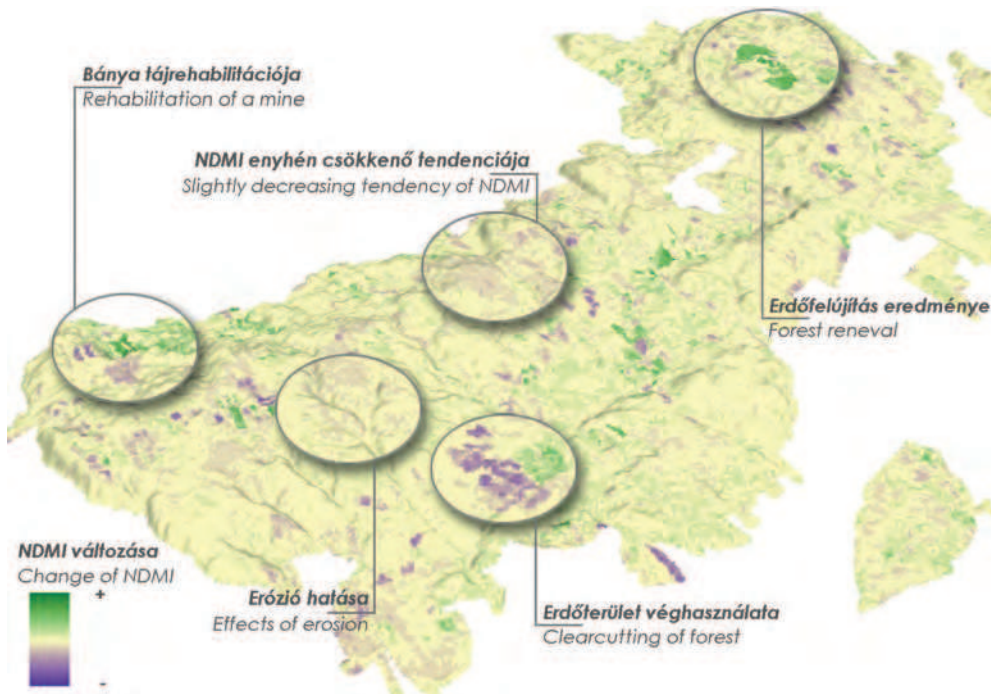 Bánya tájrehabilitációja
Rehabilitation of a mine
NDMI enyhén csökkenő tendenciája
Slightly decreasing tendency of NDMI
Erdőfelújítás eredménye
Forest reneval
NDMI változása
Change of NDMI
+
-
Erózió hatása
Effects of erosion
Erdőterület véghasználata
Clearcutting of forest